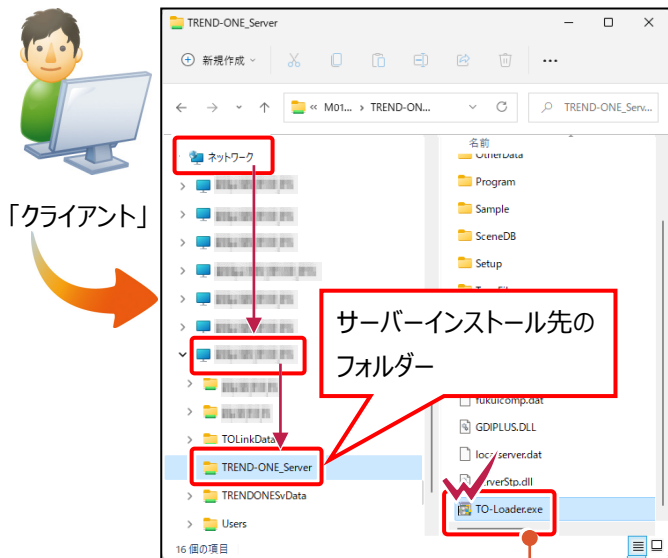 TREND-ONE_Server
新規作成
M01... › TREND-ON...
TREND-ONE_Serv...
「クライアント」
ネットワーク
TOLinkData
TREND-ONE_Server
TRENDONESvData
Users
16 個の項目
名前
OtherData
Program
Sample
SceneDB
Setup
サーバーインストール先の
フォルダー
fukuicomp.dat
GDIPLUS.DLL
TO-Loader.exe